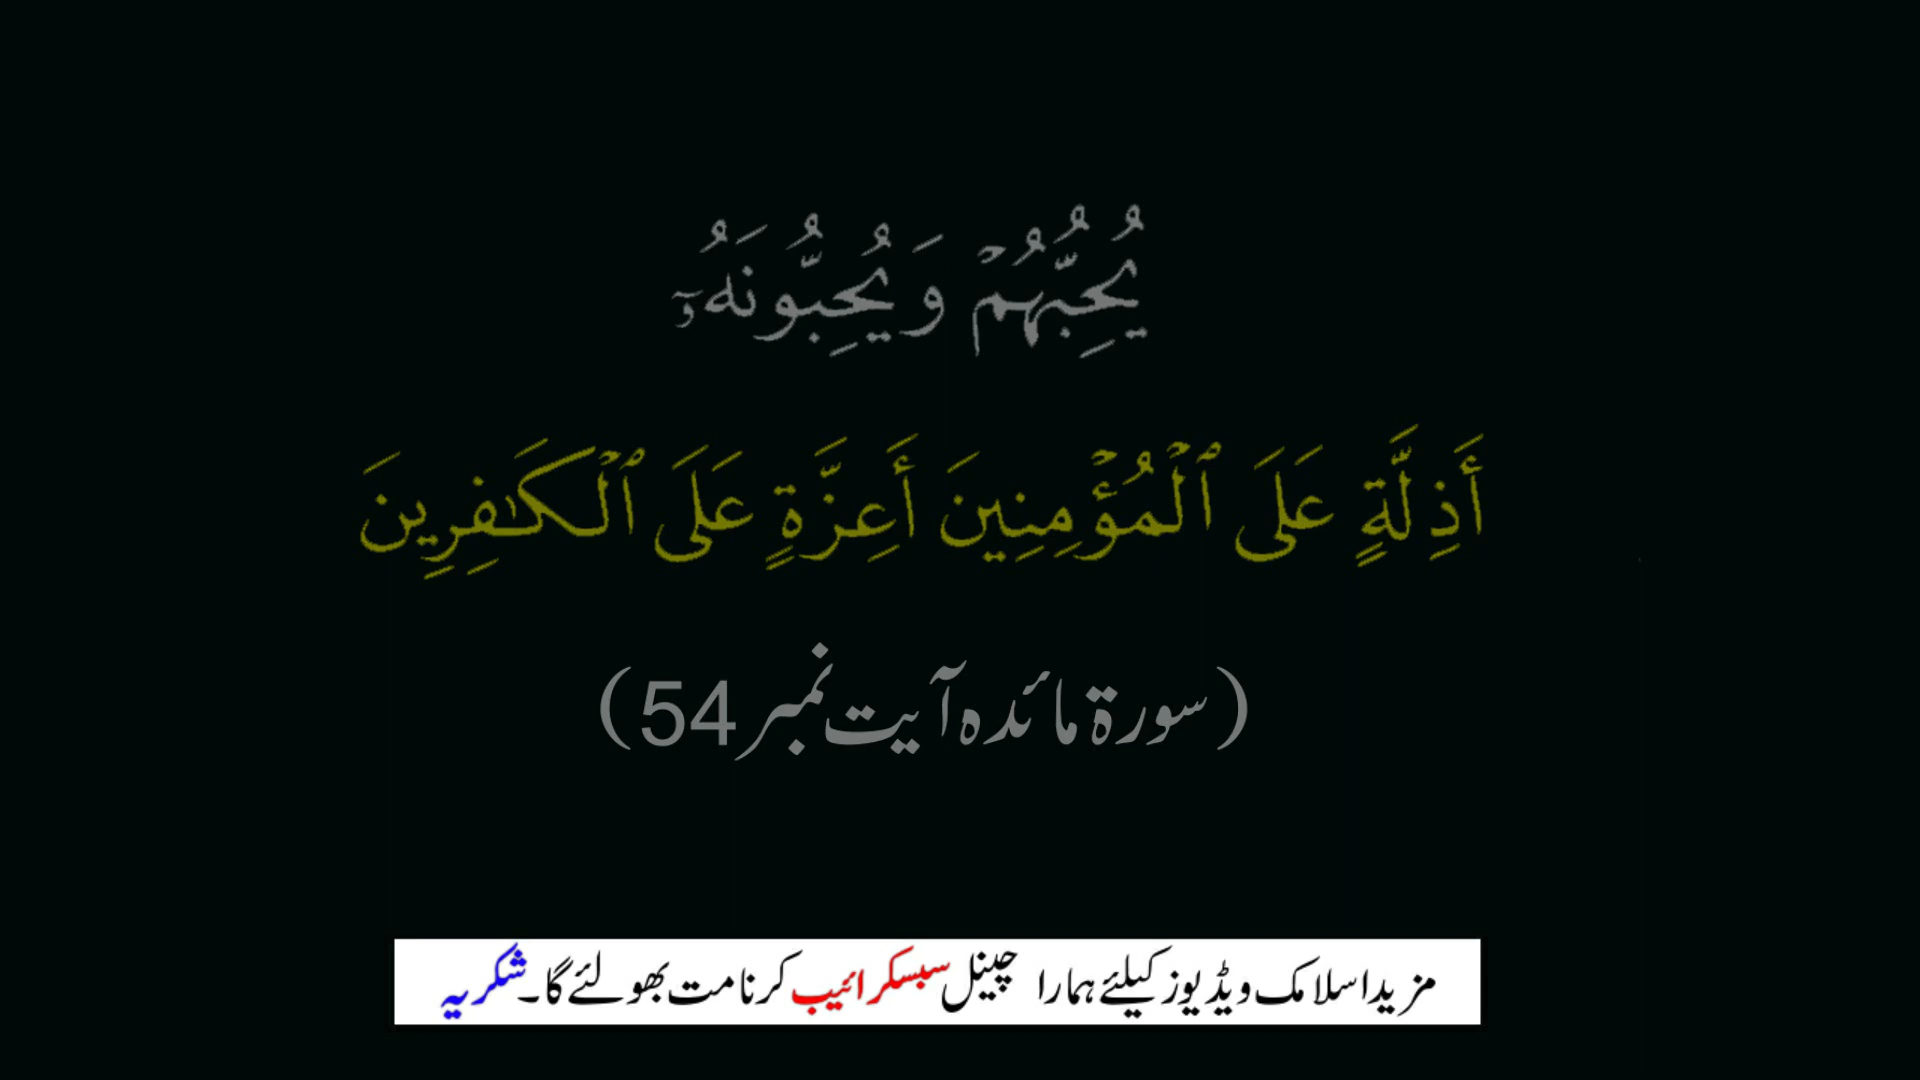 يُحِبُّهُمۡ وَيُحِبُّونَهُۥٓ
أَذِلَّةٍ عَلَى ٱلۡمُؤۡمِنِينَ أَعِزَّةٍ عَلَى ٱلۡكَـٰفِرِينَ
(سورۃ مائدہ آیت نمبر 54)
مزید اسلامک ویڈیوز کیلئے ہمارا چینل سبسکرائیب کرنا مت بھولئے گا۔ شکریہ